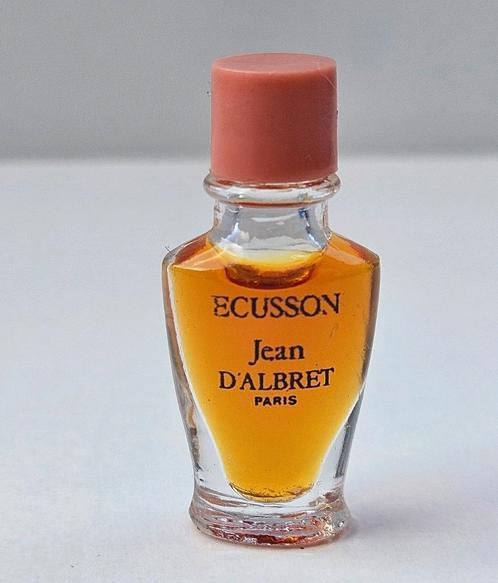 ECUSSON
Jean
D'ALBRET
PARIS